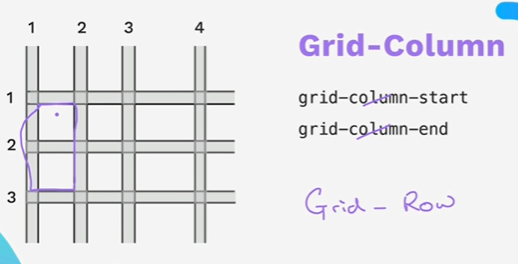 1 2 3 4
1
2
3
Grid-Column
grid-column-start
grid-column-end
Grid - Row